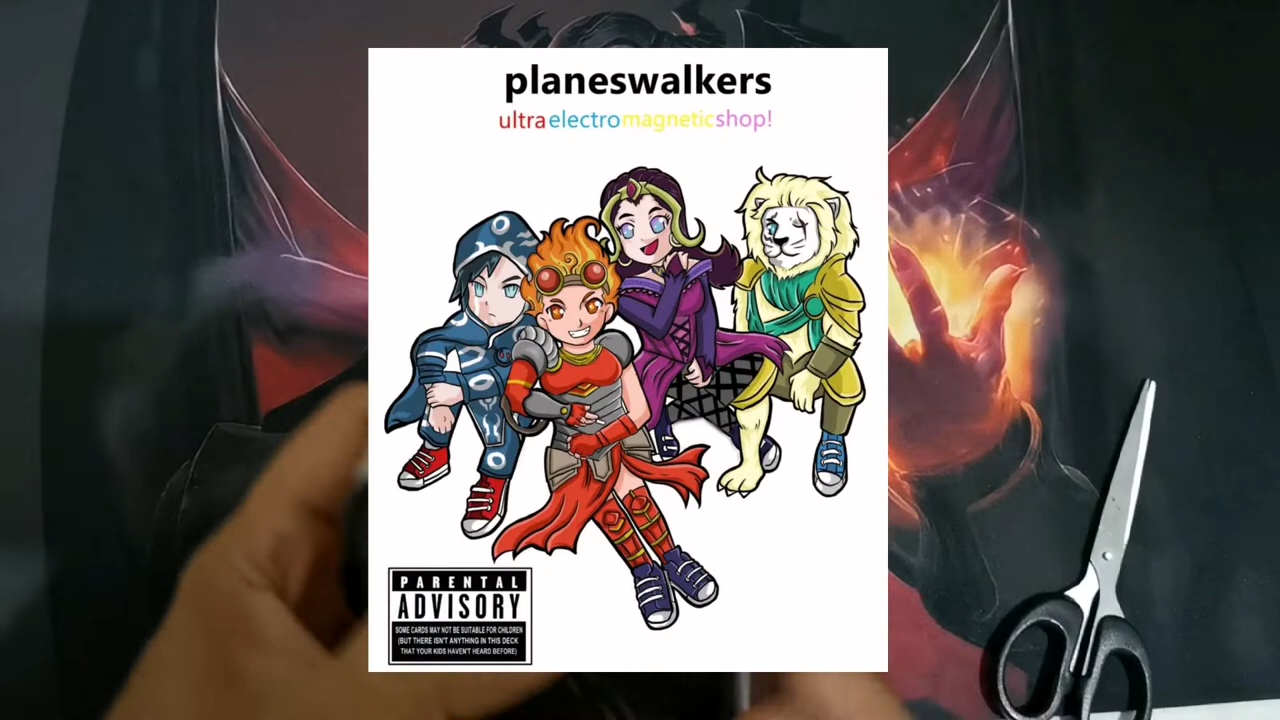 planeswalkers
ultraelectromagneticshop!
PARENTAL
ADVISORY
SOME CARDS MAY NOT BE SUITABLE FOR CHILDREN
(BUT THERE ISN'T ANYTHING IN THIS DECK
THAT YOUR KIDS HAVEN'T HEARD BEFORE)